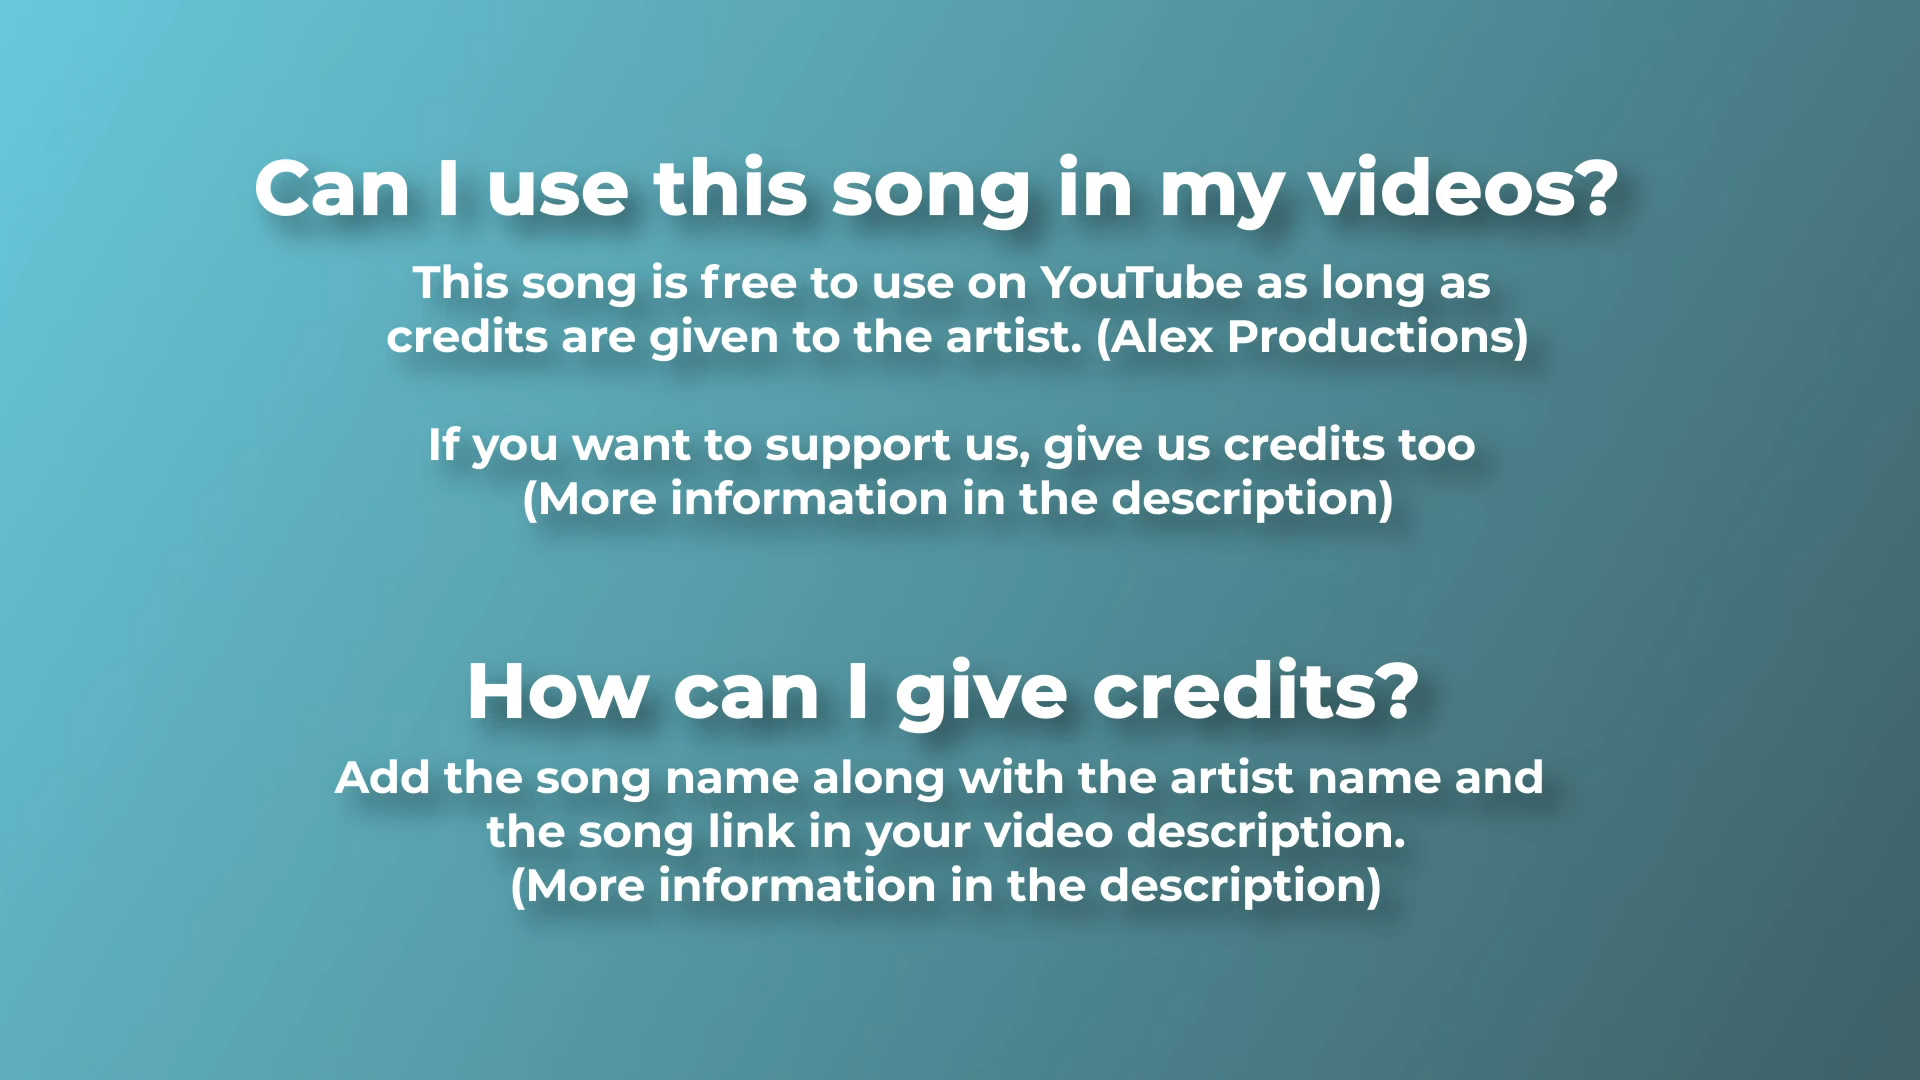 Can I use this song in my videos?
This song is free to use on YouTube as long as
credits are given to the artist. (Alex Productions)
If you want to support us, give us credits too
(More information in the description)
How can I give credits?
Add the song name along with the artist name and
the song link in your video description.
(More information in the description)